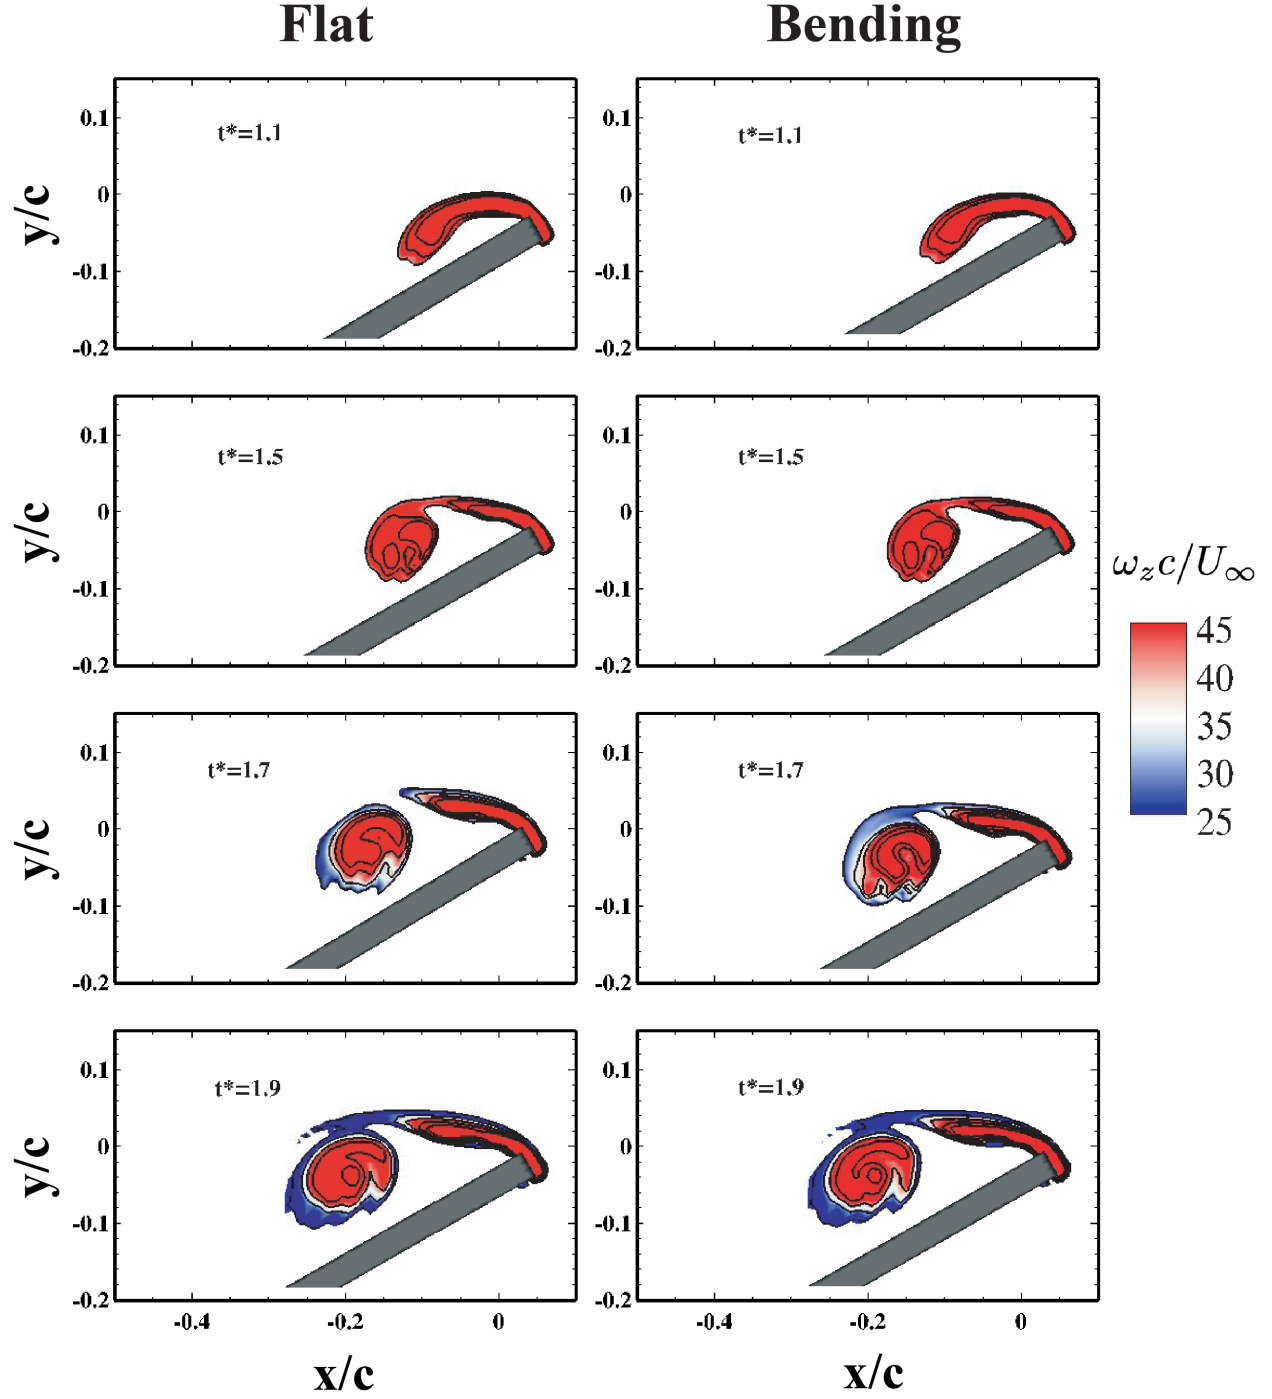 Flat Bending
t*=1.1 t*=1.1
y/c
0.1 0.1
0 0
-0.1 -0.1
-0.2 -0.2
t*=1.5 t*=1.5
y/c
0.1 0.1
0 0
-0.1 -0.1
-0.2 -0.2
t*=1.7 t*=1.7
y/c
0.1 0.1
0 0
-0.1 -0.1
-0.2 -0.2
t*=1.9 t*=1.9
y/c
0.1 0.1
0 0
-0.1 -0.1
-0.2 -0.2
-0.4 -0.2 0 -0.4 -0.2 0
x/c x/c
ω_z c/U_∞
45
40
35
30
25